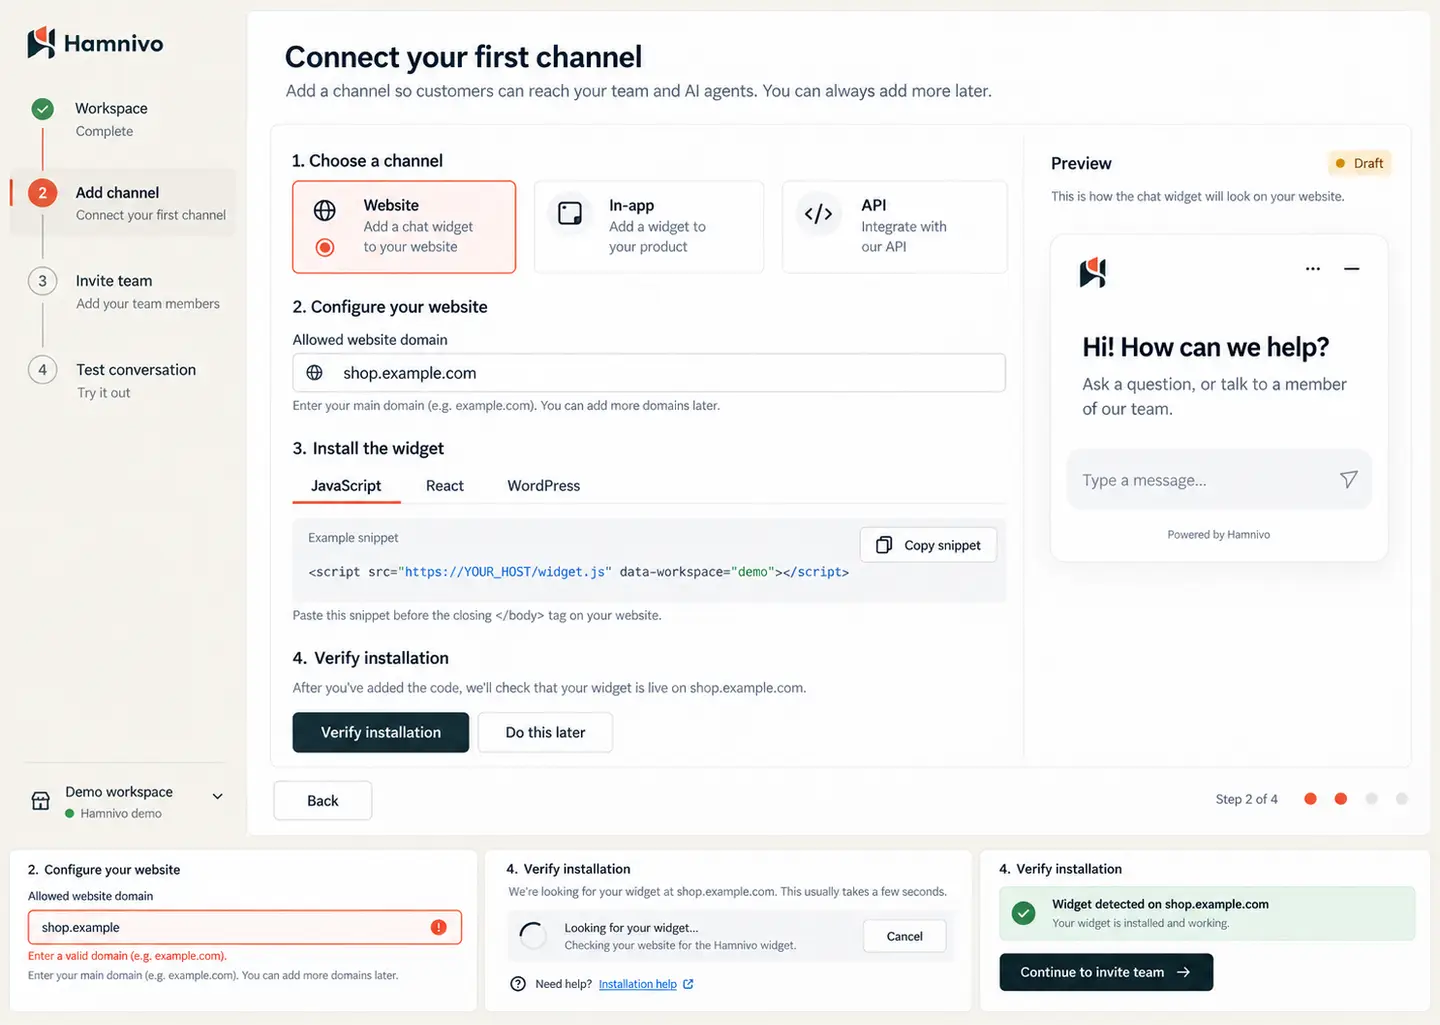 Hamnivo
Workspace
Complete
2
Add channel
Connect your first channel
3
Invite team
Add your team members
4
Test conversation
Try it out
Demo workspace
Hamnivo demo
Connect your first channel
Add a channel so customers can reach your team and AI agents. You can always add more later.
1. Choose a channel
Website
Add a chat widget
to your website
In-app
Add a widget to
your product
</>
API
Integrate with
our API
2. Configure your website
Allowed website domain
shop.example.com
Enter your main domain (e.g. example.com). You can add more domains later.
3. Install the widget
JavaScript
React
WordPress
Example snippet
Copy snippet
<script src="https://YOUR_HOST/widget.js" data-workspace="demo"></script>
Paste this snippet before the closing </body> tag on your website.
4. Verify installation
After you've added the code, we'll check that your widget is live on shop.example.com.
Verify installation
Do this later
Preview
Draft
This is how the chat widget will look on your website.
Hi! How can we help?
Ask a question, or talk to a member
of our team.
Type a message...
Powered by Hamnivo
Back
Step 2 of 4
2. Configure your website
Allowed website domain
shop.example
Enter a valid domain (e.g. example.com).
Enter your main domain (e.g. example.com). You can add more domains later.
4. Verify installation
We're looking for your widget at shop.example.com. This usually takes a few seconds.
Looking for your widget...
Checking your website for the Hamnivo widget.
Cancel
Need help? Installation help
4. Verify installation
Widget detected on shop.example.com
Your widget is installed and working.
Continue to invite team →